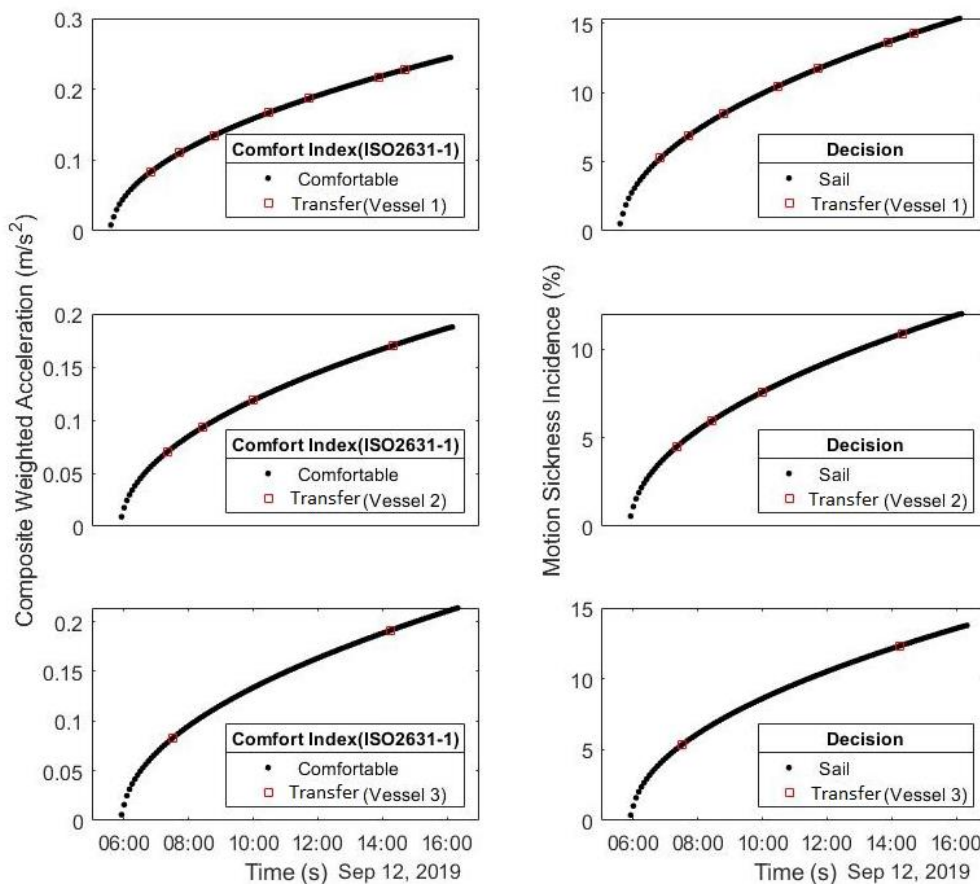 0.3
0.2
0.1
0
Comfort Index(ISO2631-1)
Comfortable
Transfer(Vessel 1)
15
10
5
0
Decision
Sail
Transfer(Vessel 1)
Composite Weighted Acceleration (m/s²)
Motion Sickness Incidence (%)
0.2
0.15
0.1
0.05
0
Comfort Index(ISO2631-1)
Comfortable
Transfer(Vessel 2)
10
5
0
Decision
Sail
Transfer(Vessel 2)
0.2
0.15
0.1
0.05
0
Comfort Index(ISO2631-1)
Comfortable
Transfer(Vessel 3)
06:00 08:00 10:00 12:00 14:00 16:00
Time (s) Sep 12, 2019
15
10
5
0
Decision
Sail
Transfer(Vessel 3)
06:00 08:00 10:00 12:00 14:00 16:00
Time (s) Sep 12, 2019